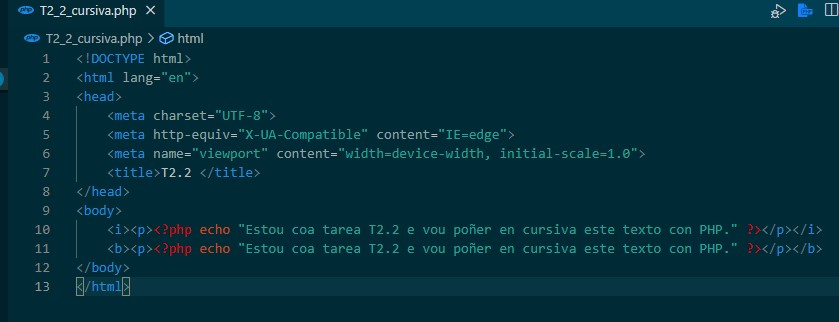 php T2_2_cursiva.php ×
php T2_2_cursiva.php > html
1 <!DOCTYPE html>
2 <html lang="en">
3 <head>
4     <meta charset="UTF-8">
5     <meta http-equiv="X-UA-Compatible" content="IE=edge">
6     <meta name="viewport" content="width=device-width, initial-scale=1.0">
7     <title>T2.2 </title>
8 </head>
9 <body>
10     <i><p><?php echo "Estou coa tarea T2.2 e vou poñer en cursiva este texto con PHP." ?></p></i>
11     <b><p><?php echo "Estou coa tarea T2.2 e vou poñer en cursiva este texto con PHP." ?></p></b>
12 </body>
13 </html>